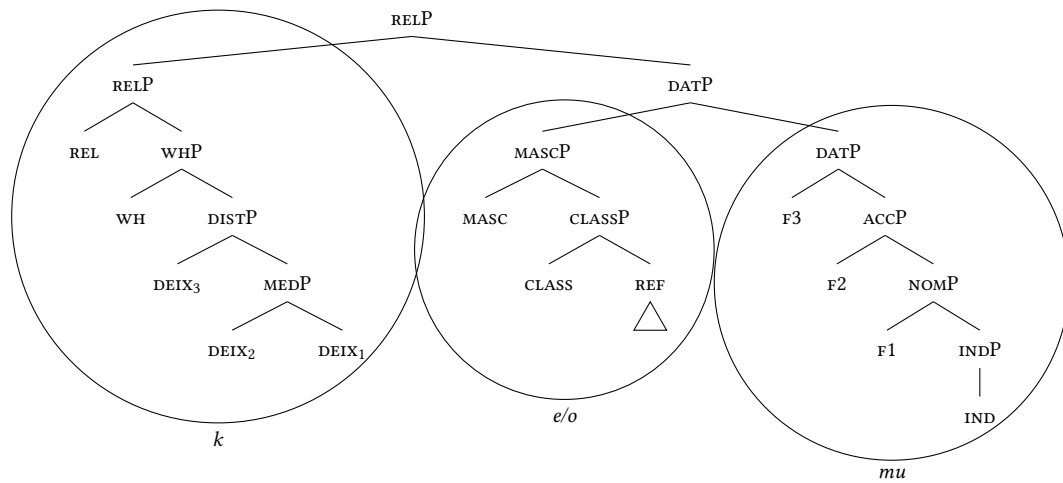 RELP
RELP DATP
REL WHP MASCP DATP
WH DISTP MASC CLASSP F3 ACCP
DEIX₃ MEDP CLASS REF F2 NOMP
DEIX₂ DEIX₁ F1 INDP
k e/o IND
mu